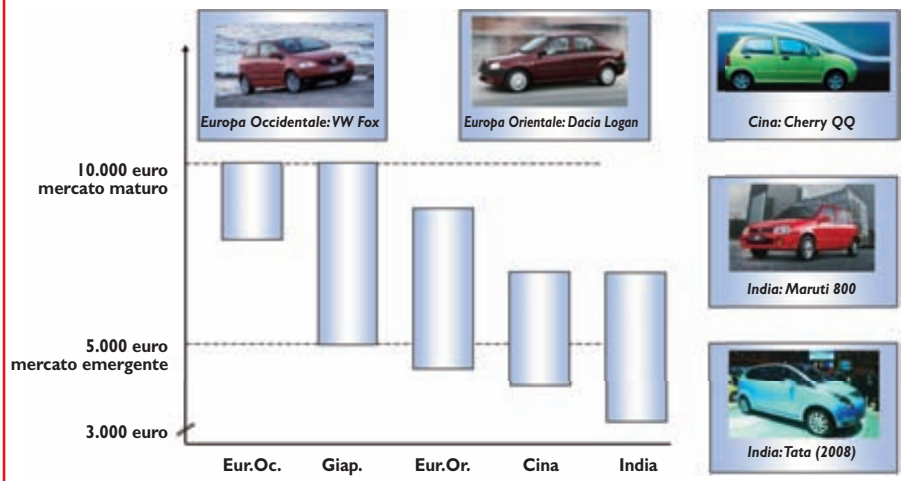 Europa Occidentale: VW Fox
Europa Orientale: Dacia Logan
Cina: Cherry QQ
10.000 euro
mercato maturo
India: Maruti 800
5.000 euro
mercato emergente
3.000 euro
India: Tata (2008)
Eur.Oc. Giap. Eur.Or. Cina India